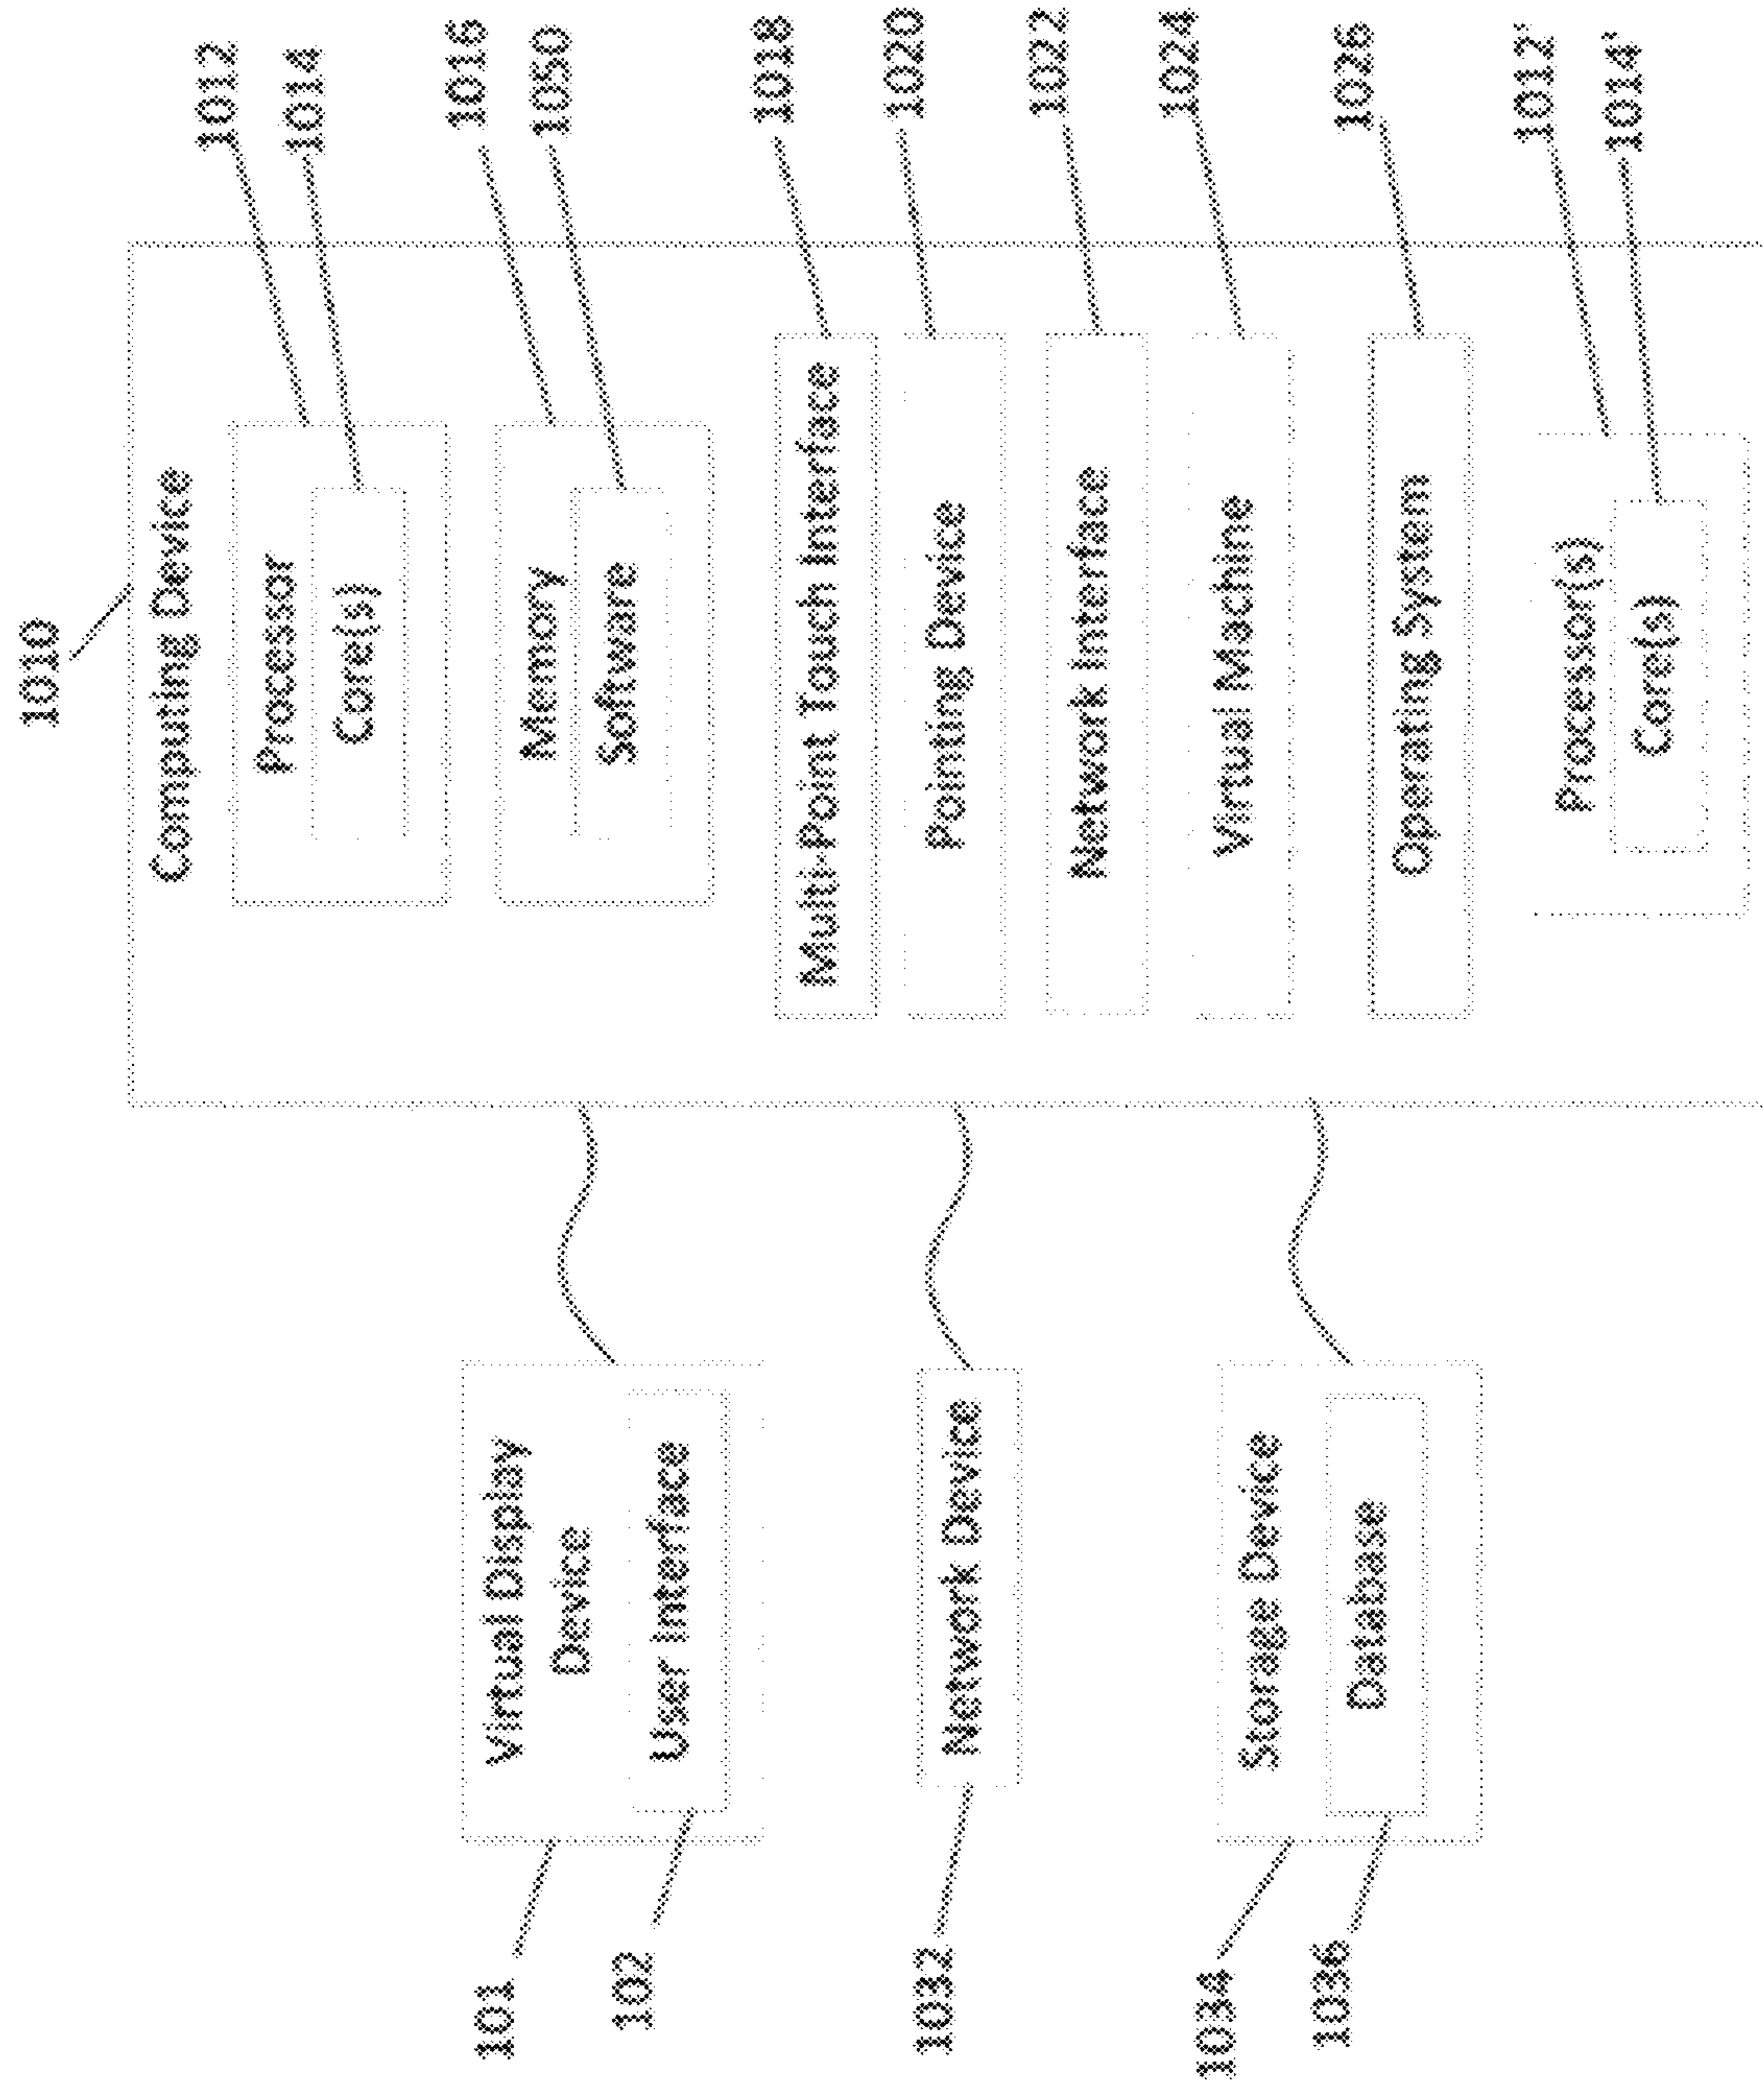 1010
Computing Device
1012
Processor
1014
Core(s)
1016
Memory
1050
Software
1018
Multi-Point Touch Interface
1020
Pointing Device
1022
Network Interface
1024
Virtual Machine
1026
Operating System
1012'
Processor(s)
1014'
Core(s)
101
Virtual Display
Device
102
User Interface
1032
Network Device
1034
Storage Device
1036
Database